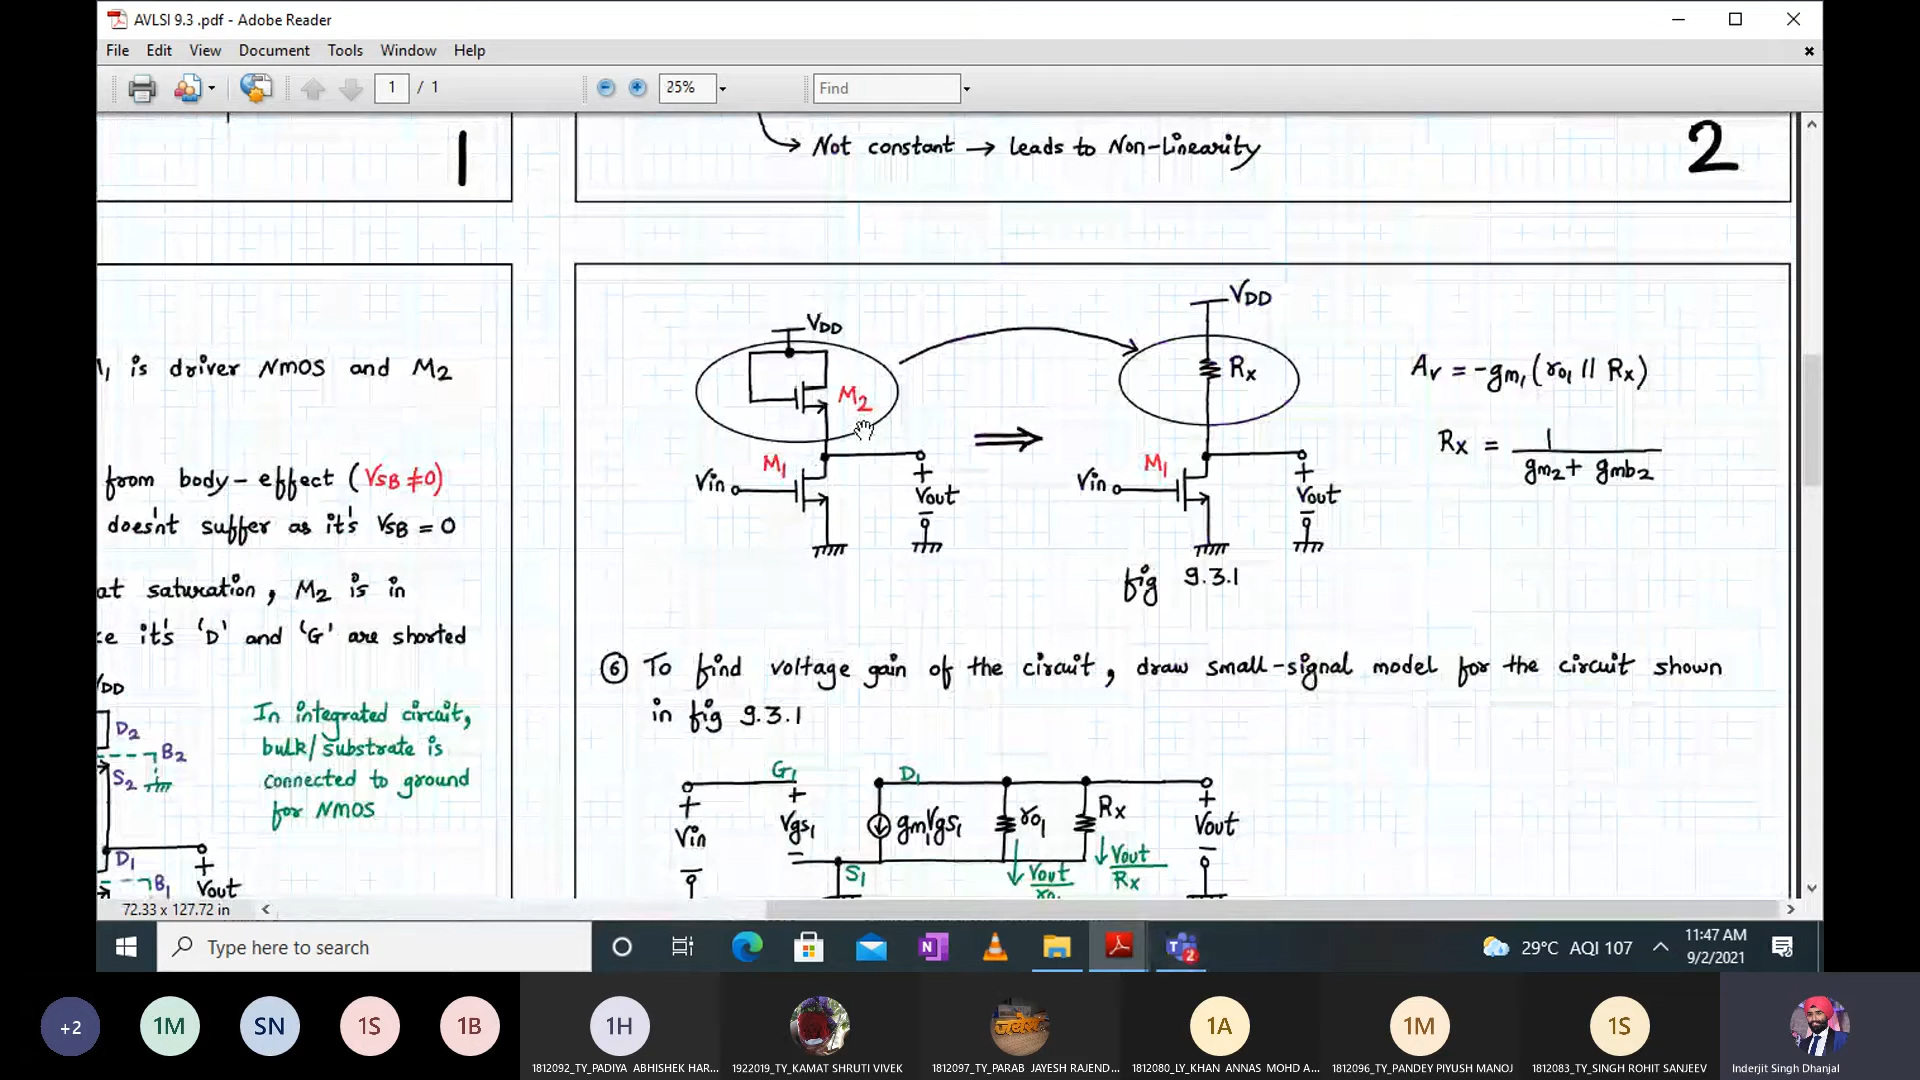 AVLSI 9.3 .pdf - Adobe Reader
File Edit View Document Tools Window Help
1 / 1
25%
Find
1
Not constant → leads to Non-Linearity
2
is driver NMOS and M2
from body-effect (VSB ≠ 0)
doesn't suffer as it's VSB = 0
at saturation, M2 is in
it's 'D' and 'G' are shorted
D2
B2
S2
In integrated circuit,
bulk/substrate is
connected to ground
for NMOS
D1
B1
+
Vout
VDD
M2
M1
Vin
+
Vout
-
⇒
VDD
Rx
M1
Vin
+
Vout
-
fig 9.3.1
Av = -gm1 (ro1 || Rx)
Rx = 1 / gm2 + gmb2
⑥ To find voltage gain of the circuit, draw small-signal model for the circuit shown
in fig 9.3.1
G1 D1
+ Vin -
+ Vgs1 -
gm1Vgs1
ro1
Rx
+ Vout -
S1
↓ Vout
↓ Vout / Rx
72.33 x 127.72 in
Type here to search
2
29°C AQI 107
11:47 AM
9/2/2021
+2
1M
SN
1S
1B
1H
1A
1M
1S
1812092_TY_PADIYA ABHISHEK HAR...
1922019_TY_KAMAT SHRUTI VIVEK
1812097_TY_PARAB JAYESH RAJEND...
1812080_LY_KHAN ANNAS MOHD A...
1812096_TY_PANDEY PIYUSH MANOJ
1812083_TY_SINGH ROHIT SANJEEV
Inderjit Singh Dhanjal